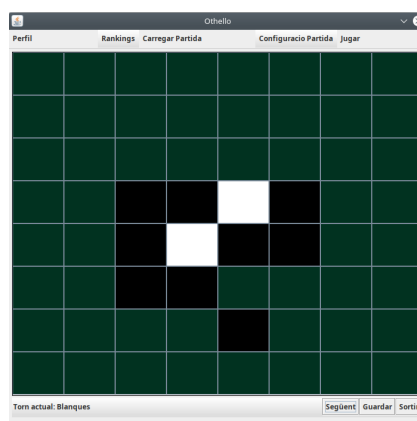 Othello
Perfil Rankings Carregar Partida Configuracio Partida Jugar
Torn actual: Blanques Següent Guardar